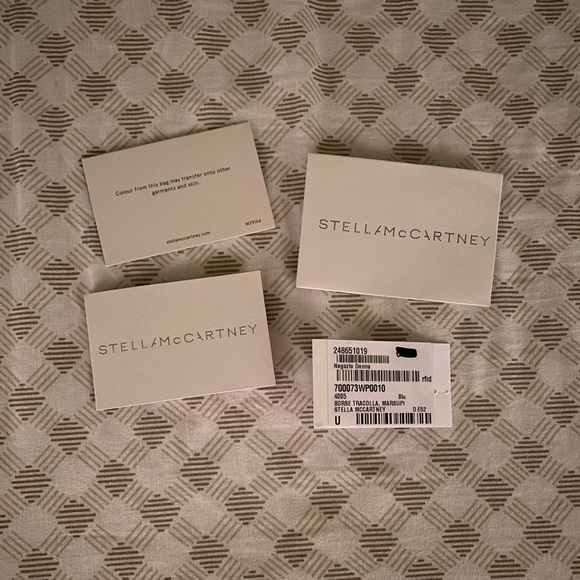 Colour from this bag may transfer onto other
garments and skin.
stellamccartney.com
STELLAMcCARTNEY
STELLAMcCARTNEY
248651019
Negozio Donna
rfid
700073WP0010
4005 Blu
BORSE TRACOLLA, MARSUPI
STELLA MCCARTNEY D E52
U